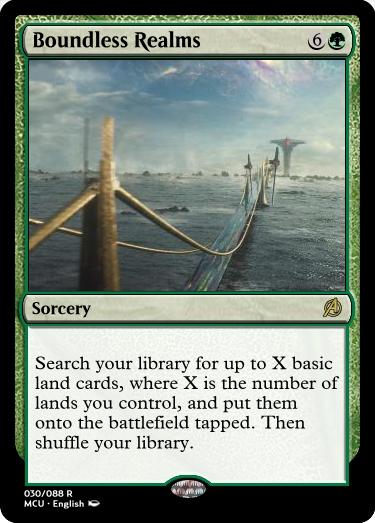 Boundless Realms 6
Sorcery
Search your library for up to X basic
land cards, where X is the number of
lands you control, and put them
onto the battlefield tapped. Then
shuffle your library.
030/088 R
MCU • English